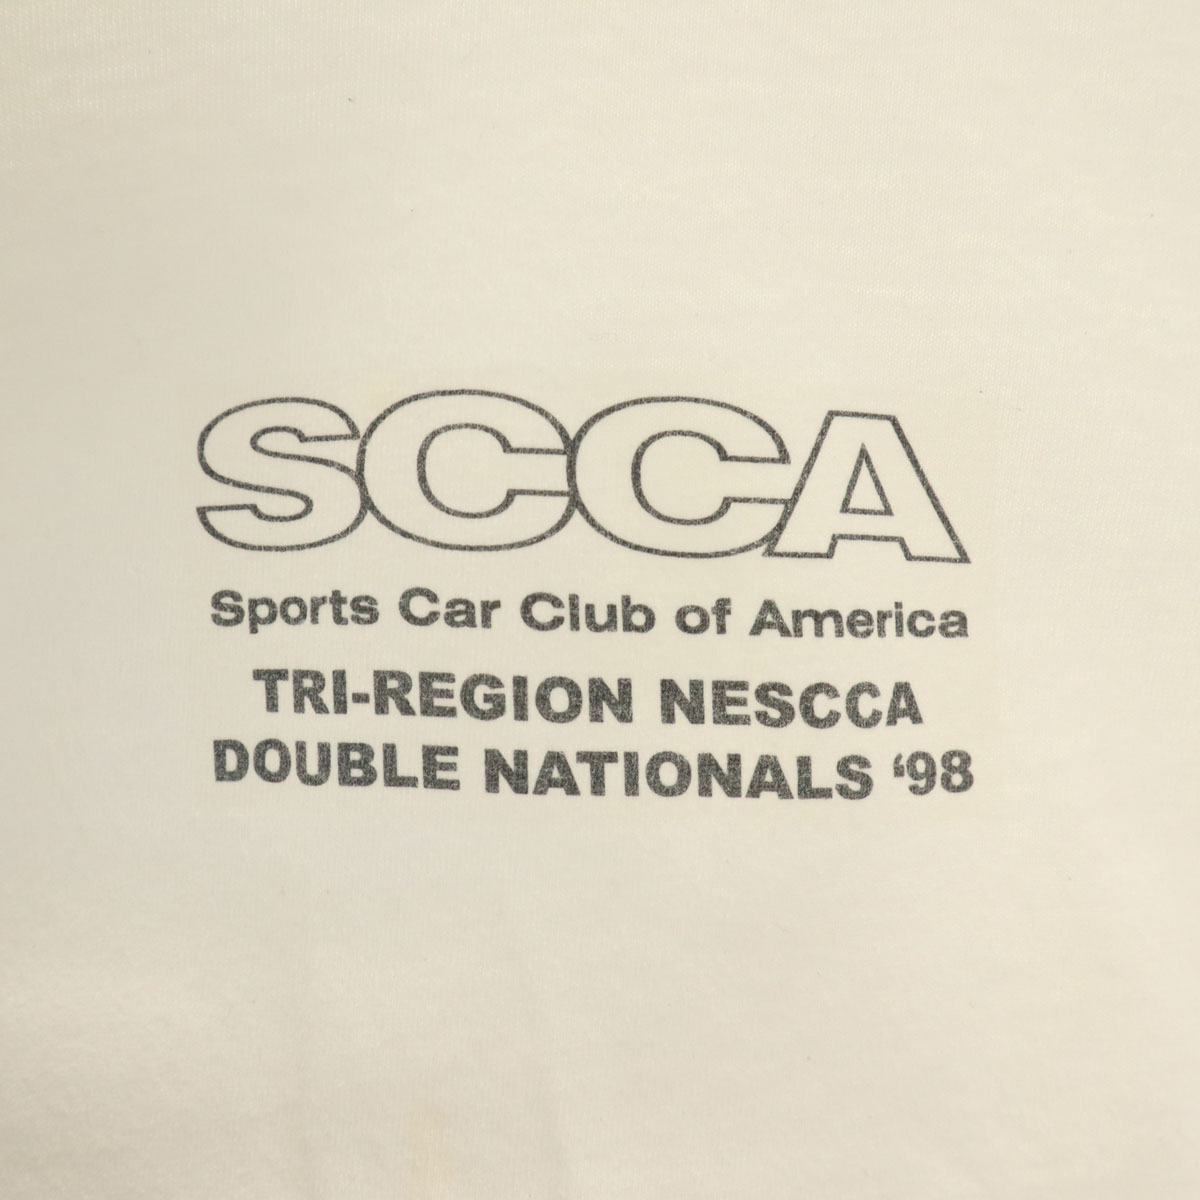 SCCA
Sports Car Club of America
TRI-REGION NESCCA
DOUBLE NATIONALS ‘98